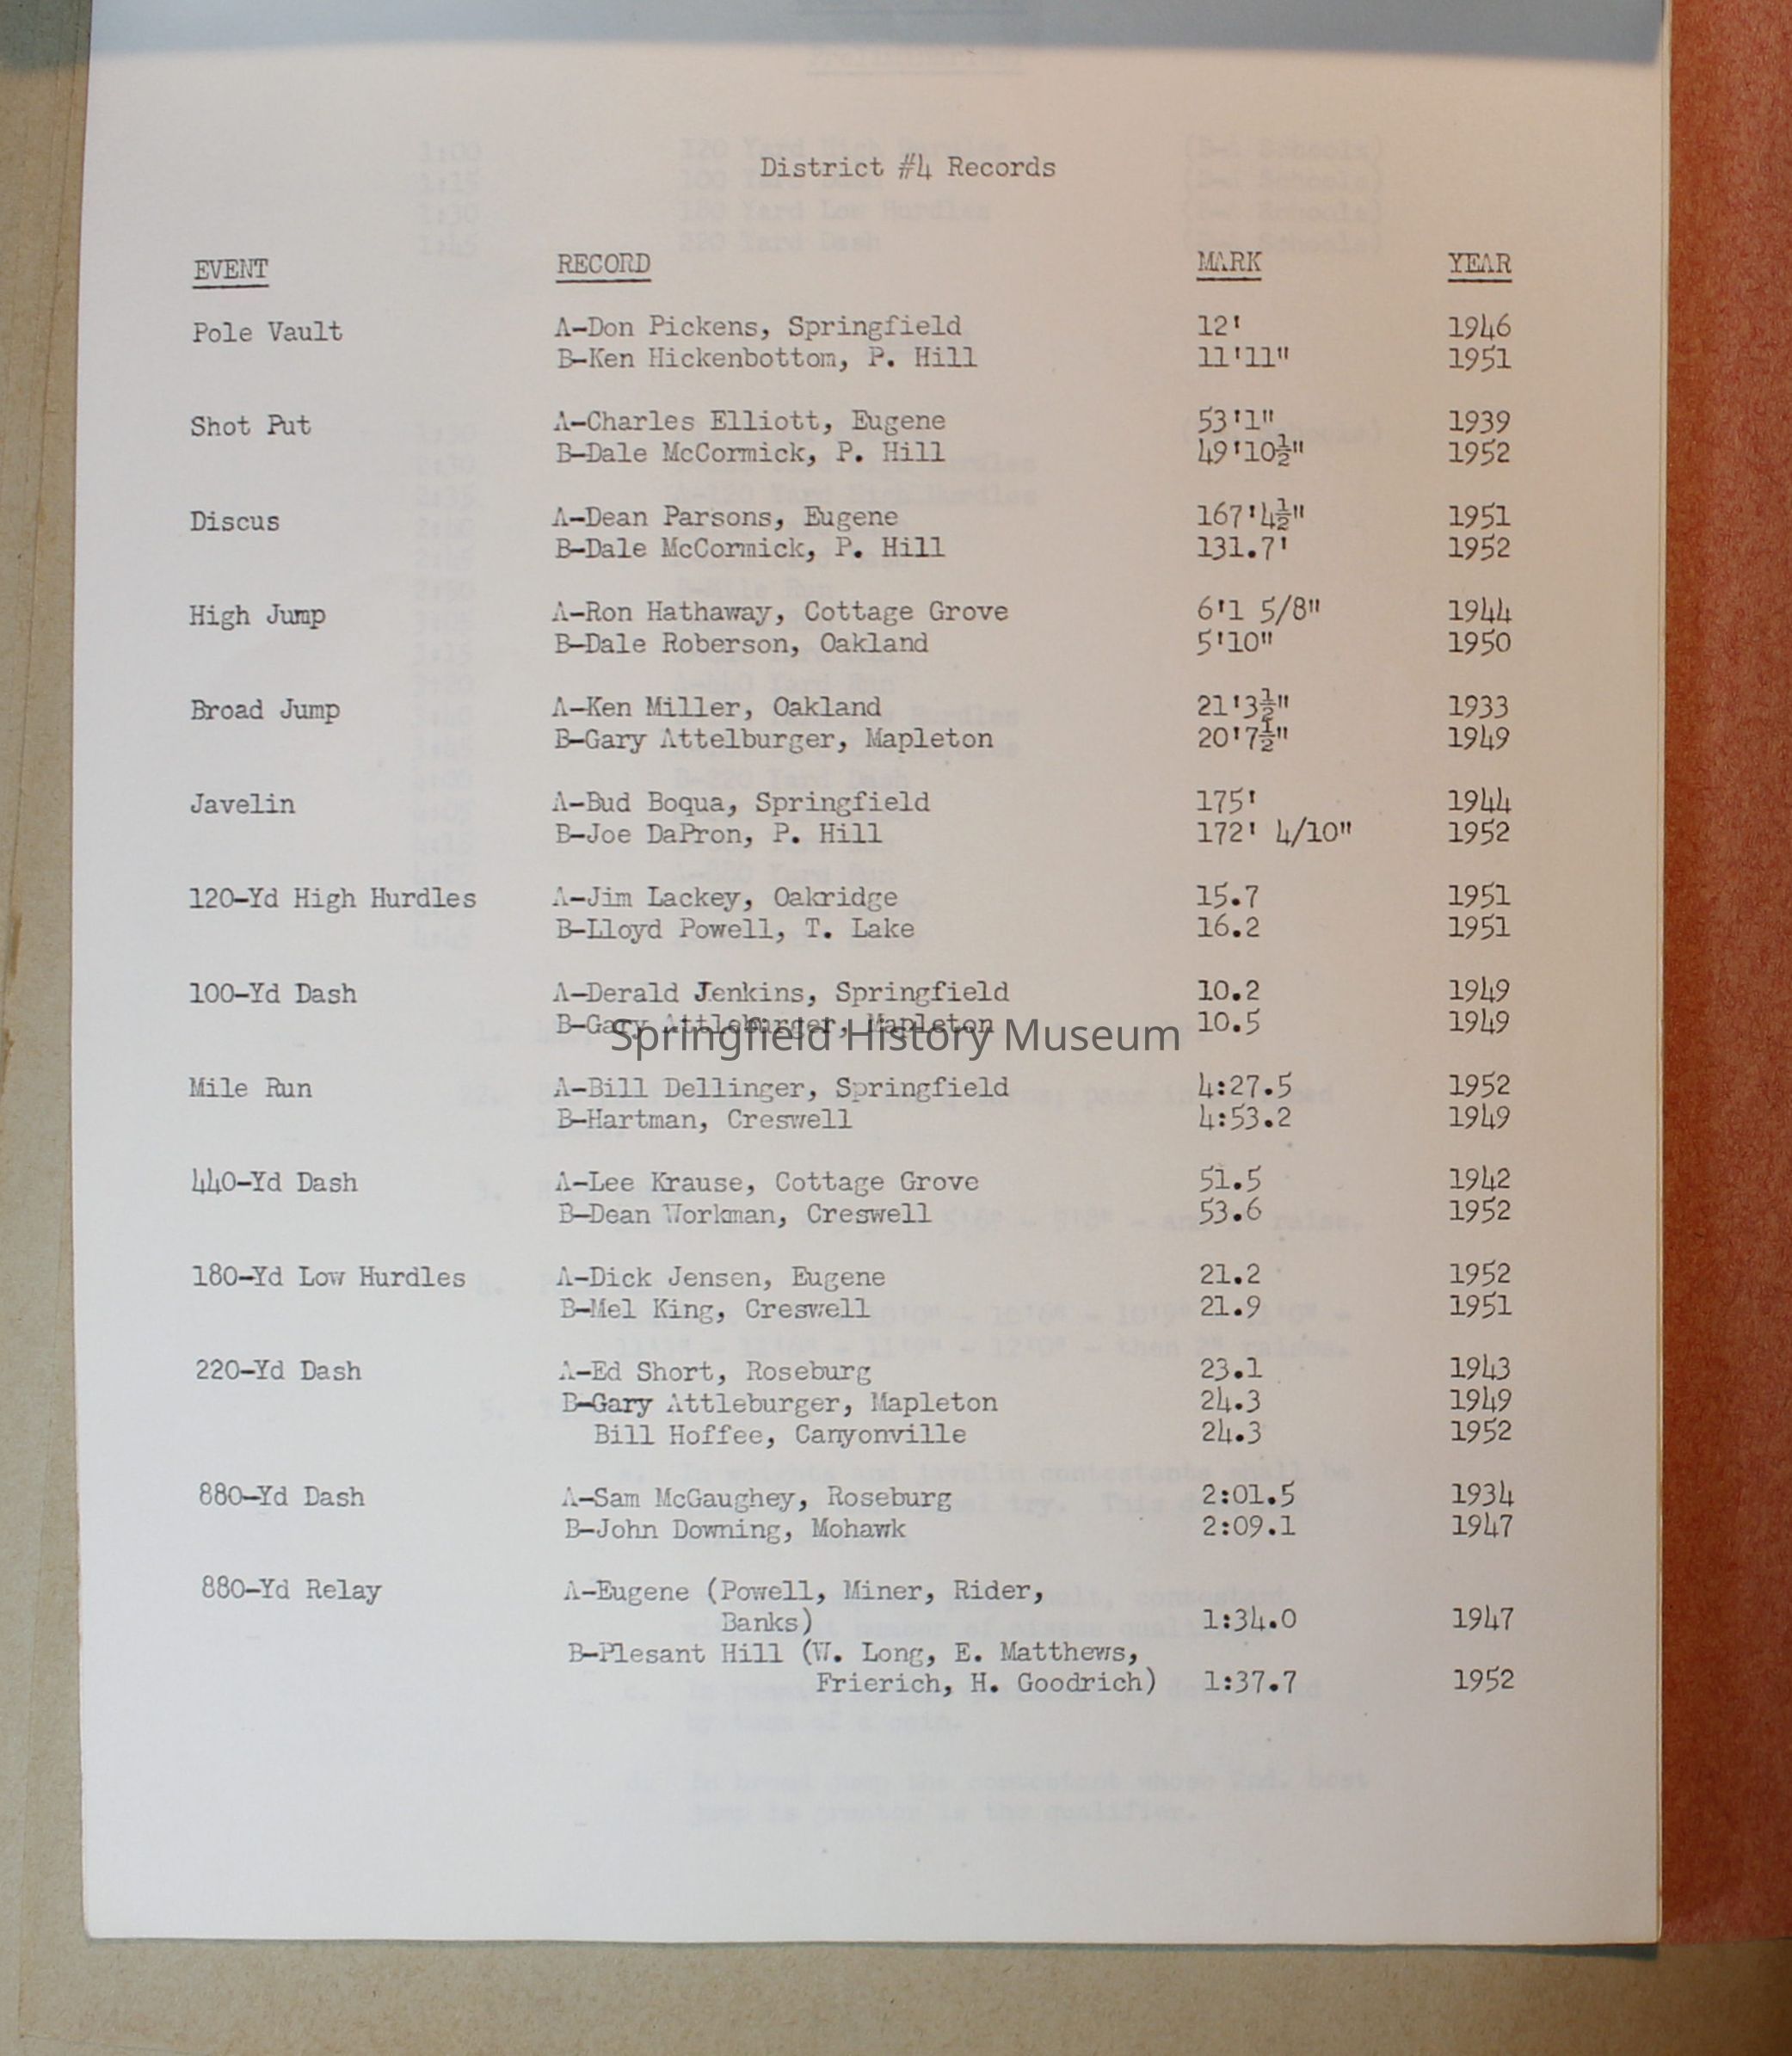 District #4 Records
EVENT RECORD MARK YEAR
Pole Vault A-Don Pickens, Springfield 12' 1946
B-Ken Hickenbottom, P. Hill 11'11" 1951
Shot Put A-Charles Elliott, Eugene 53'1" 1939
B-Dale McCormick, P. Hill 49'10½" 1952
Discus A-Dean Parsons, Eugene 167'4½" 1951
B-Dale McCormick, P. Hill 131.7' 1952
High Jump A-Ron Hathaway, Cottage Grove 6'1 5/8" 1944
B-Dale Roberson, Oakland 5'10" 1950
Broad Jump A-Ken Miller, Oakland 21'3½" 1933
B-Gary Attelburger, Mapleton 20'7½" 1949
Javelin A-Bud Boqua, Springfield 175' 1944
B-Joe DaPron, P. Hill 172' 4/10" 1952
120-Yd High Hurdles A-Jim Lackey, Oakridge 15.7 1951
B-Lloyd Powell, T. Lake 16.2 1951
100-Yd Dash A-Derald Jenkins, Springfield 10.2 1949
B-Gary Attleburger, Mapleton 10.5 1949
Springfield History Museum
Mile Run A-Bill Dellinger, Springfield 4:27.5 1952
B-Hartman, Creswell 4:53.2 1949
440-Yd Dash A-Lee Krause, Cottage Grove 51.5 1942
B-Dean Workman, Creswell 53.6 1952
180-Yd Low Hurdles A-Dick Jensen, Eugene 21.2 1952
B-Mel King, Creswell 21.9 1951
220-Yd Dash A-Ed Short, Roseburg 23.1 1943
B-Gary Attleburger, Mapleton 24.3 1949
Bill Hoffee, Canyonville 24.3 1952
880-Yd Dash A-Sam McGaughey, Roseburg 2:01.5 1934
B-John Downing, Mohawk 2:09.1 1947
880-Yd Relay A-Eugene (Powell, Miner, Rider,
Banks) 1:34.0 1947
B-Plesant Hill (W. Long, E. Matthews,
Frierich, H. Goodrich) 1:37.7 1952